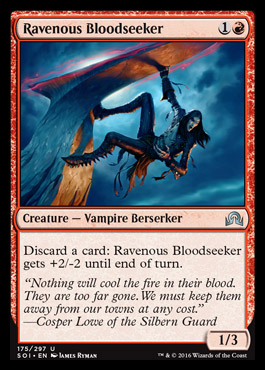 Ravenous Bloodseeker 1
Creature — Vampire Berserker
Discard a card: Ravenous Bloodseeker
gets +2/-2 until end of turn.
“Nothing will cool the fire in their blood.
They are too far gone. We must keep them
away from our towns at any cost.”
—Cosper Lowe of the Silbern Guard
1/3
175/297 U
SOI • EN JAMES RYMAN
™ & © 2016 Wizards of the Coast